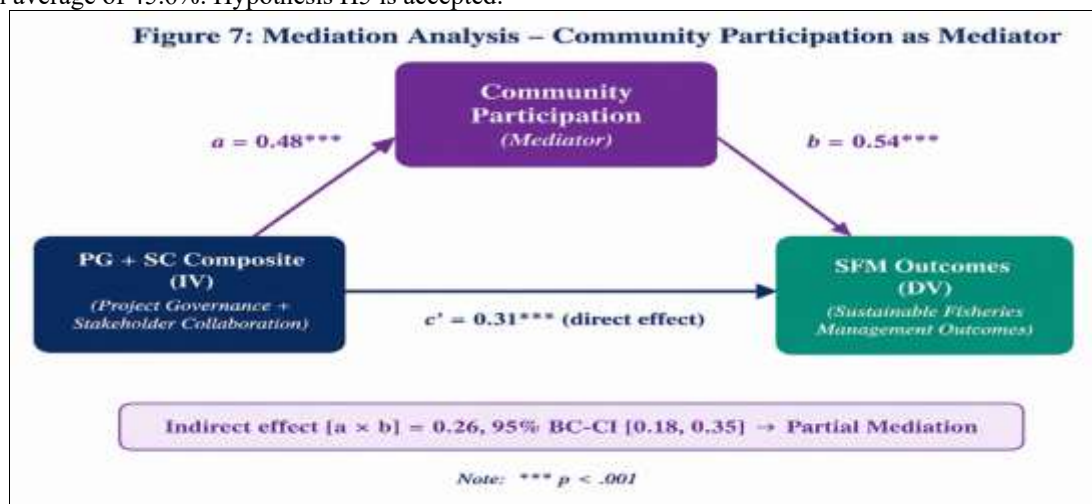 average of 45.6%. Hypothesis H5 is accepted.
Figure 7: Mediation Analysis – Community Participation as Mediator
Community
Participation
(Mediator)
a = 0.48***
b = 0.54***
PG + SC Composite
(IV)
(Project Governance +
Stakeholder Collaboration)
c' = 0.31*** (direct effect)
SFM Outcomes
(DV)
(Sustainable Fisheries
Management Outcomes)
Indirect effect [a × b] = 0.26, 95% BC-CI [0.18, 0.35] → Partial Mediation
Note: *** p < .001